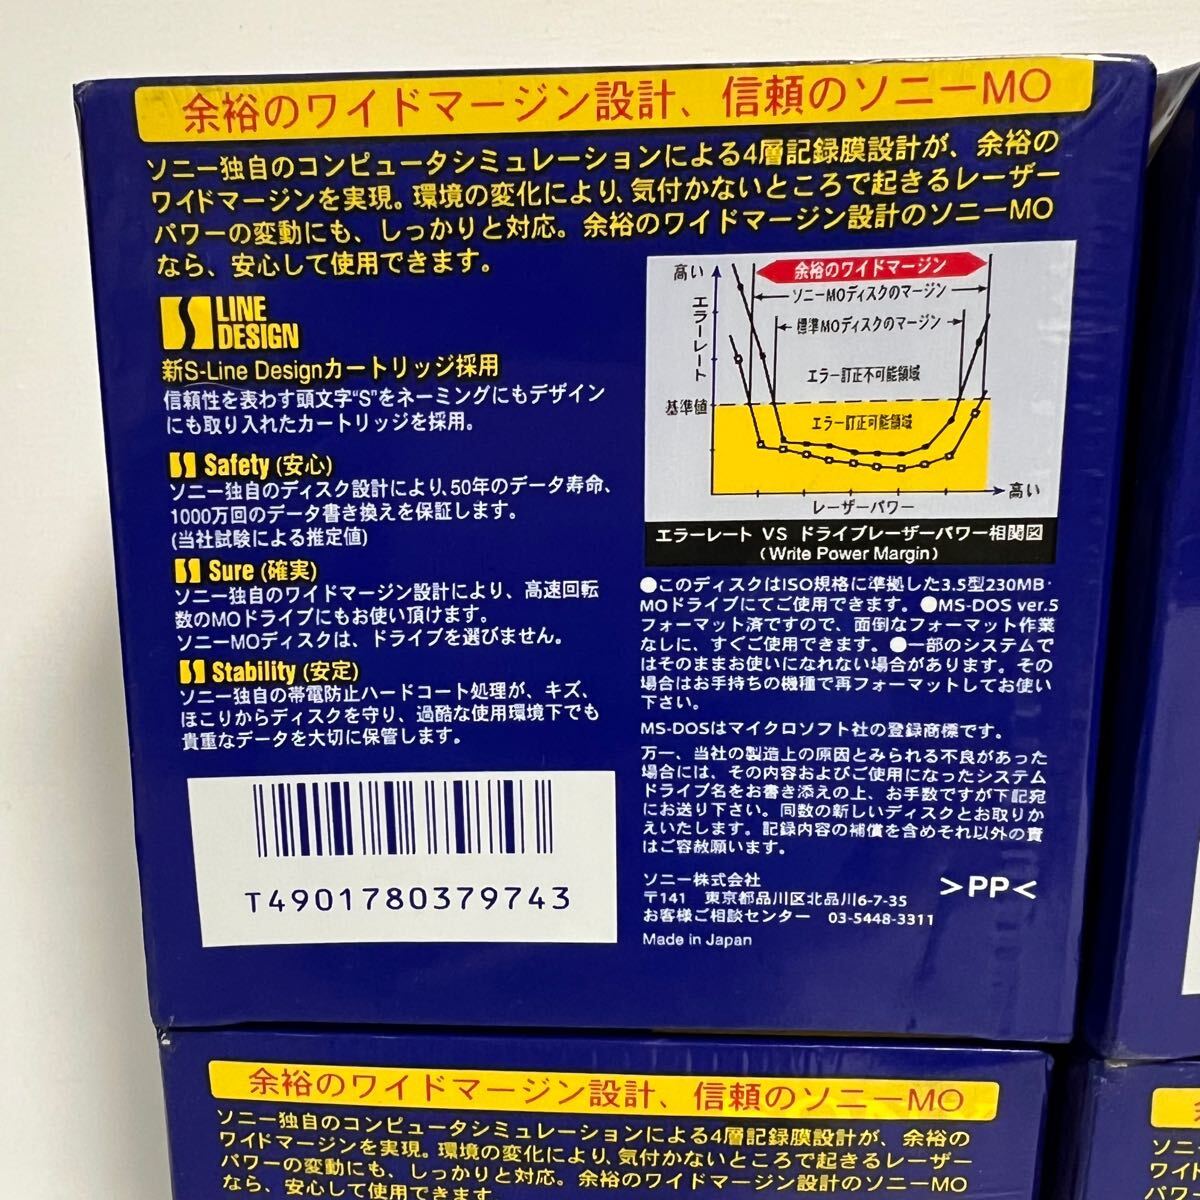 余裕のワイドマージン設計、信頼のソニーMO
ソニー独自のコンピュータシミュレーションによる4層記録膜設計が、余裕の
ワイドマージンを実現。環境の変化により、気付かないところで起きるレーザー
パワーの変動にも、しっかりと対応。余裕のワイドマージン設計のソニーMO
なら、安心して使用できます。
S LINE
DESIGN
新S-Line Designカートリッジ採用
信頼性を表わす頭文字“S”をネーミングにもデザイン
にも取り入れたカートリッジを採用。
S Safety (安心)
ソニー独自のディスク設計により、50年のデータ寿命、
1000万回のデータ書き換えを保証します。
(当社試験による推定値)
S Sure (確実)
ソニー独自のワイドマージン設計により、高速回転
数のMOドライブにもお使い頂けます。
ソニーMOディスクは、ドライブを選びません。
S Stability (安定)
ソニー独自の帯電防止ハードコート処理が、キズ、
ほこりからディスクを守り、過酷な使用環境下でも
貴重なデータを大切に保管します。
T4901780379743
高い
余裕のワイドマージン
ソニーMOディスクのマージン
標準MOディスクのマージン
エラーレート
エラー訂正不可能領域
基準値
エラー訂正可能領域
高い
レーザーパワー
エラーレート VS ドライブレーザーパワー相関図
(Write Power Margin)
●このディスクはISO規格に準拠した3.5型230MB・
MOドライブにてご使用できます。●MS-DOS ver.5
フォーマット済ですので、面倒なフォーマット作業
なしに、すぐご使用できます。●一部のシステムで
はそのままお使いになれない場合があります。その
場合はお手持ちの機種で再フォーマットしてお使い
下さい。
MS-DOSはマイクロソフト社の登録商標です。
万一、当社の製造上の原因とみられる不良があった
場合には、その内容およびご使用になったシステム
ドライブ名をお書き添えの上、お手数ですが下記宛
にお送り下さい。同数の新しいディスクとお取りか
えいたします。記録内容の補償を含めそれ以外の責
はご容赦願います。
ソニー株式会社
〒141 東京都品川区北品川6-7-35
お客様ご相談センター 03-5448-3311
Made in Japan
>PP<
余裕のワイドマージン設計、信頼のソニーMO
ソニー独自のコンピュータシミュレーションによる4層記録膜設計が、余裕の
ワイドマージンを実現。環境の変化により、気付かないところで起きるレーザー
パワーの変動にも、しっかりと対応。余裕のワイドマージン設計のソニーMO
なら、安心して使用できます。
ソニ
ワイド
パワ